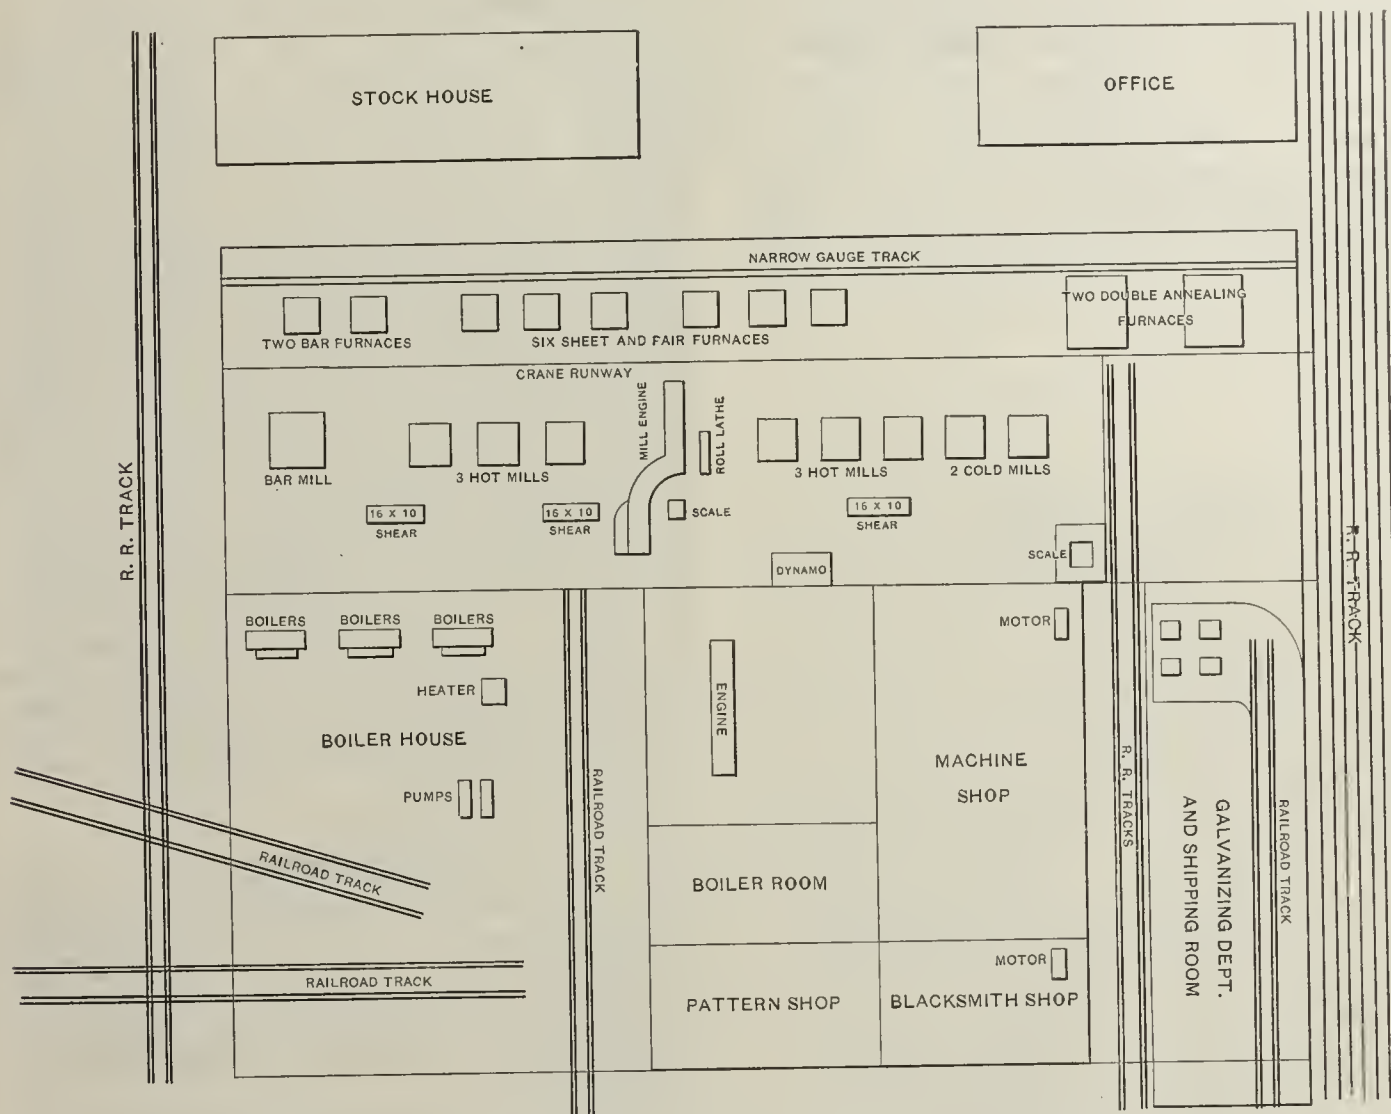 STOCK HOUSE
OFFICE
NARROW GAUGE TRACK
TWO BAR FURNACES
SIX SHEET AND PAIR FURNACES
TWO DOUBLE ANNEALING
FURNACES
CRANE RUNWAY
R. R. TRACK
BAR MILL
3 HOT MILLS
MILL ENGINE
ROLL LATHE
3 HOT MILLS
2 COLD MILLS
16 X 10
SHEAR
16 X 10
SHEAR
SCALE
16 X 10
SHEAR
SCALE
DYNAMO
R. R. TRACK
BOILERS
BOILERS
BOILERS
HEATER
BOILER HOUSE
PUMPS
RAILROAD TRACK
RAILROAD TRACK
RAILROAD TRACK
ENGINE
MOTOR
MACHINE
SHOP
BOILER ROOM
PATTERN SHOP
MOTOR
BLACKSMITH SHOP
R. R. TRACKS
GALVANIZING DEPT.
AND SHIPPING ROOM
RAILROAD TRACK